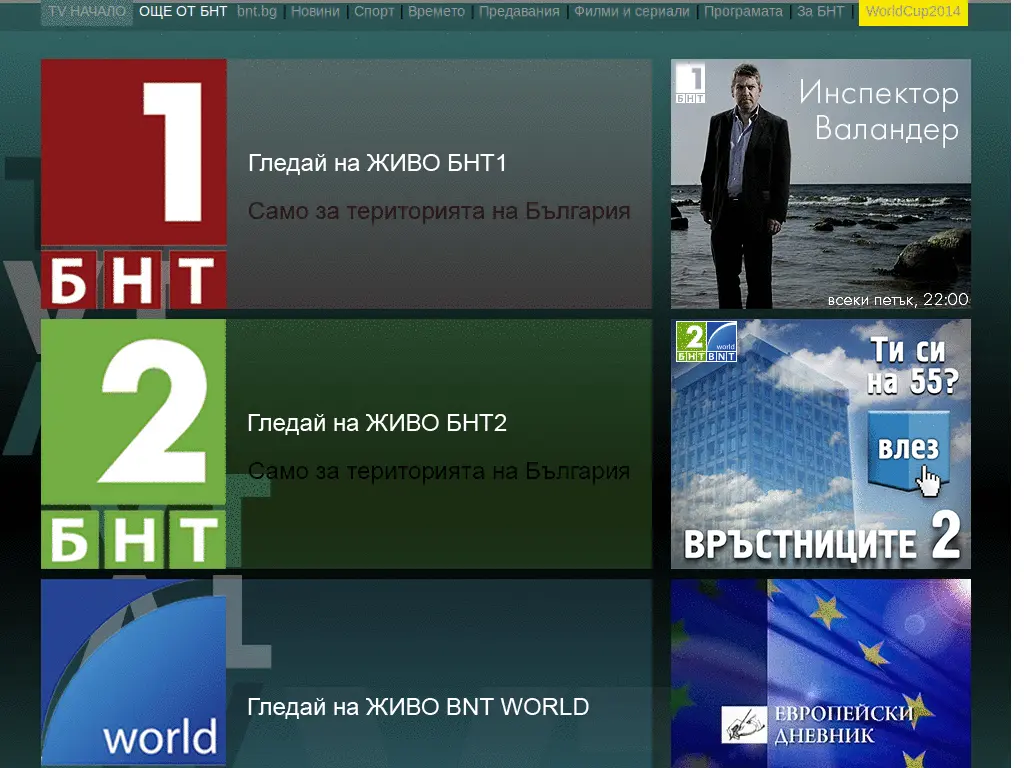 TV НАЧАЛО ОЩЕ ОТ БНТ bnt.bg | Новини | Спорт | Времето | Предавания | Филми и сериали | Програмата | За БНТ | WorldCup2014
1
БНТ
Гледай на ЖИВО БНТ1
Само за територията на България
1
БНТ
Инспектор
Валандер
всеки петък, 22:00
2
БНТ
Гледай на ЖИВО БНТ2
Само за територията на България
2 world
БНТ BNT
Ти си
на 55?
влез
ВРЪСТНИЦИТЕ 2
world
Гледай на ЖИВО BNT WORLD
ЕВРОПЕЙСКИ
ДНЕВНИК